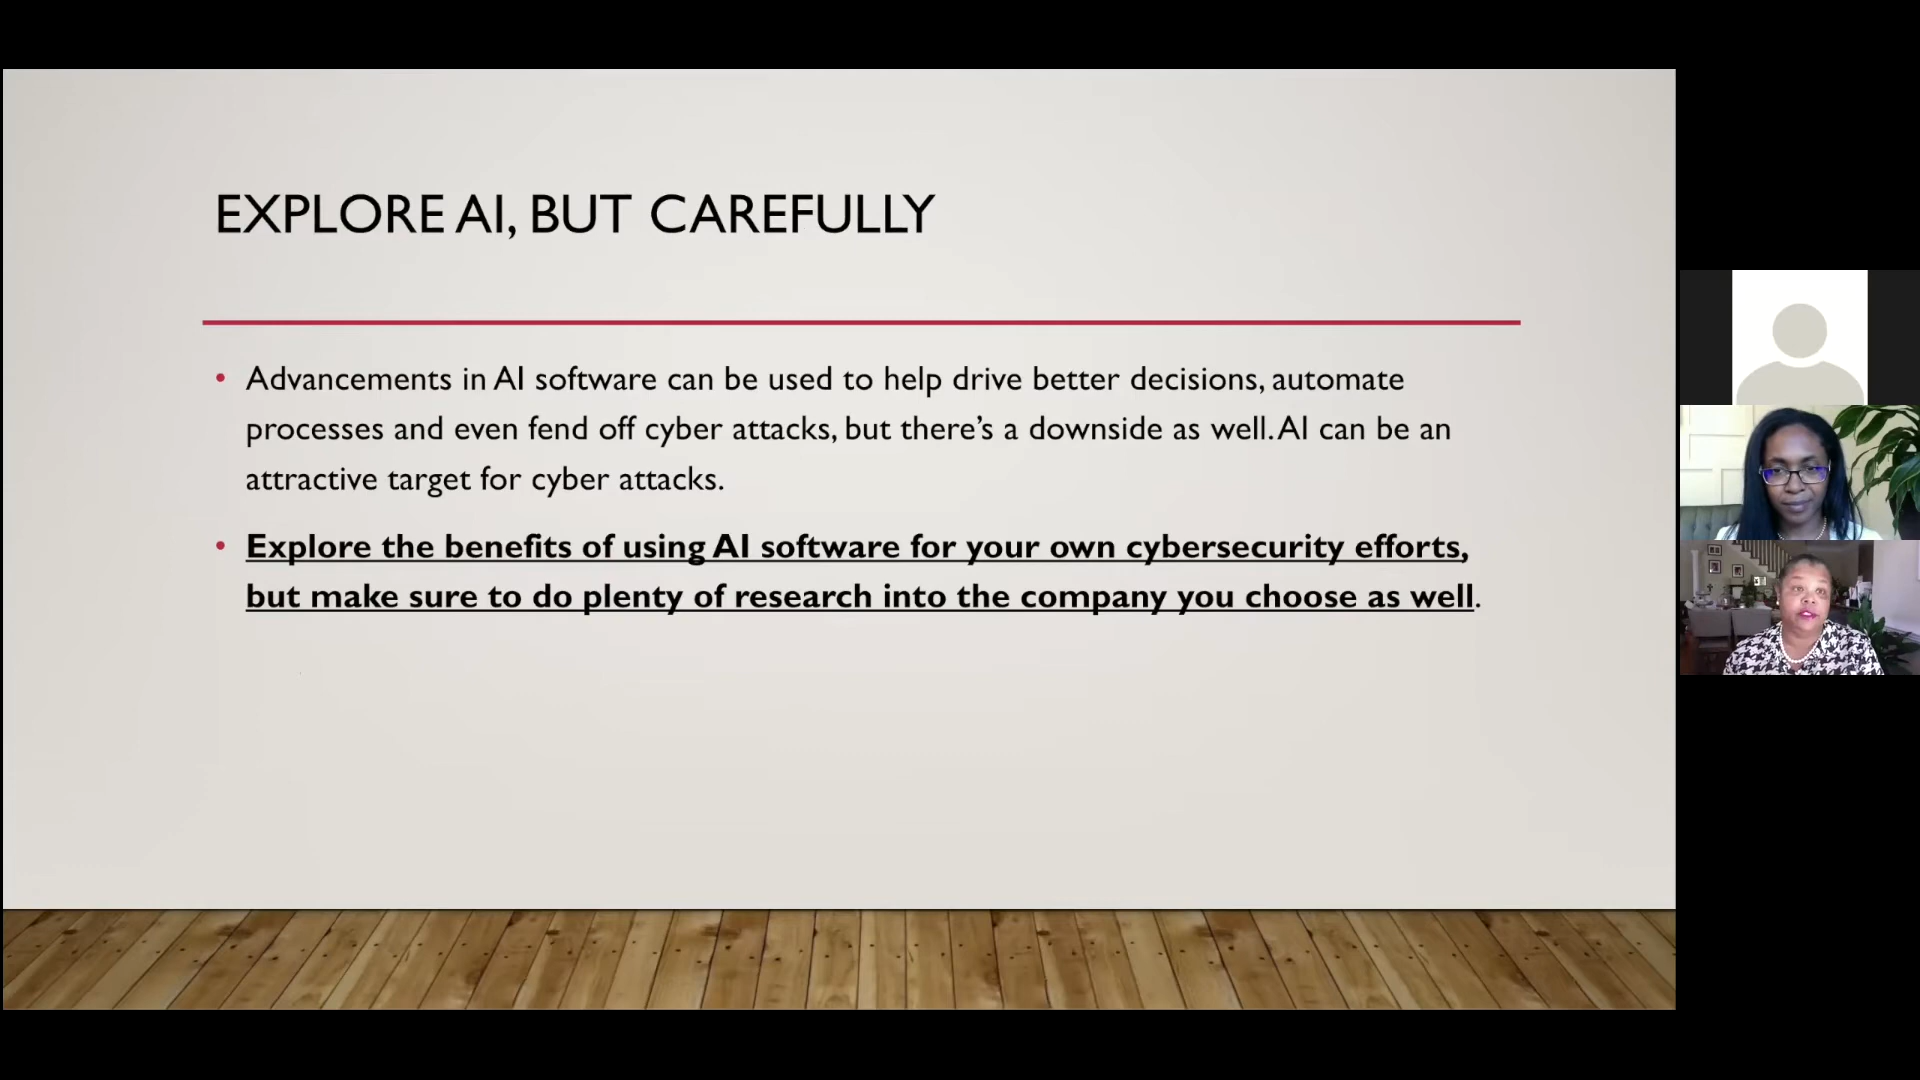 EXPLORE AI, BUT CAREFULLY
• Advancements in AI software can be used to help drive better decisions, automate
processes and even fend off cyber attacks, but there’s a downside as well. AI can be an
attractive target for cyber attacks.
• Explore the benefits of using AI software for your own cybersecurity efforts,
but make sure to do plenty of research into the company you choose as well.